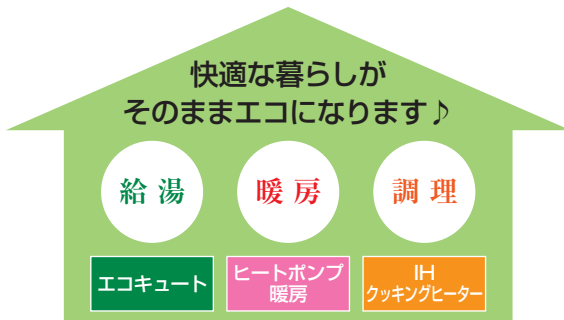 快適な暮らしが
そのままエコになります♪
給湯
暖房
調理
エコキュート
ヒートポンプ
暖房
IH
クッキングヒーター